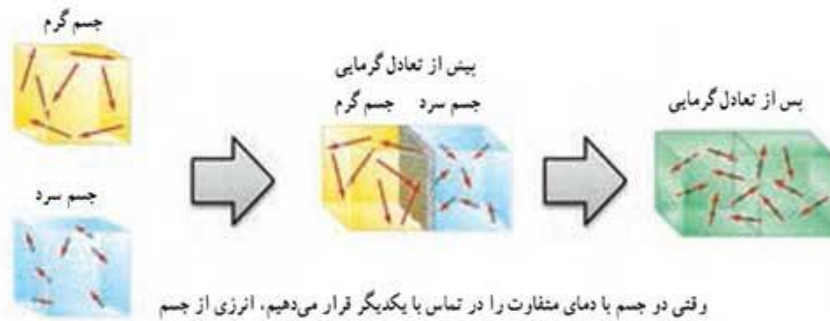 جسم گرم
پیش از تعادل گرمایی
جسم گرم جسم سرد
پس از تعادل گرمایی
جسم سرد
وقتی دو جسم با دمای متفاوت را در تماس با یکدیگر قرار می‌دهیم، انرژی از جسم